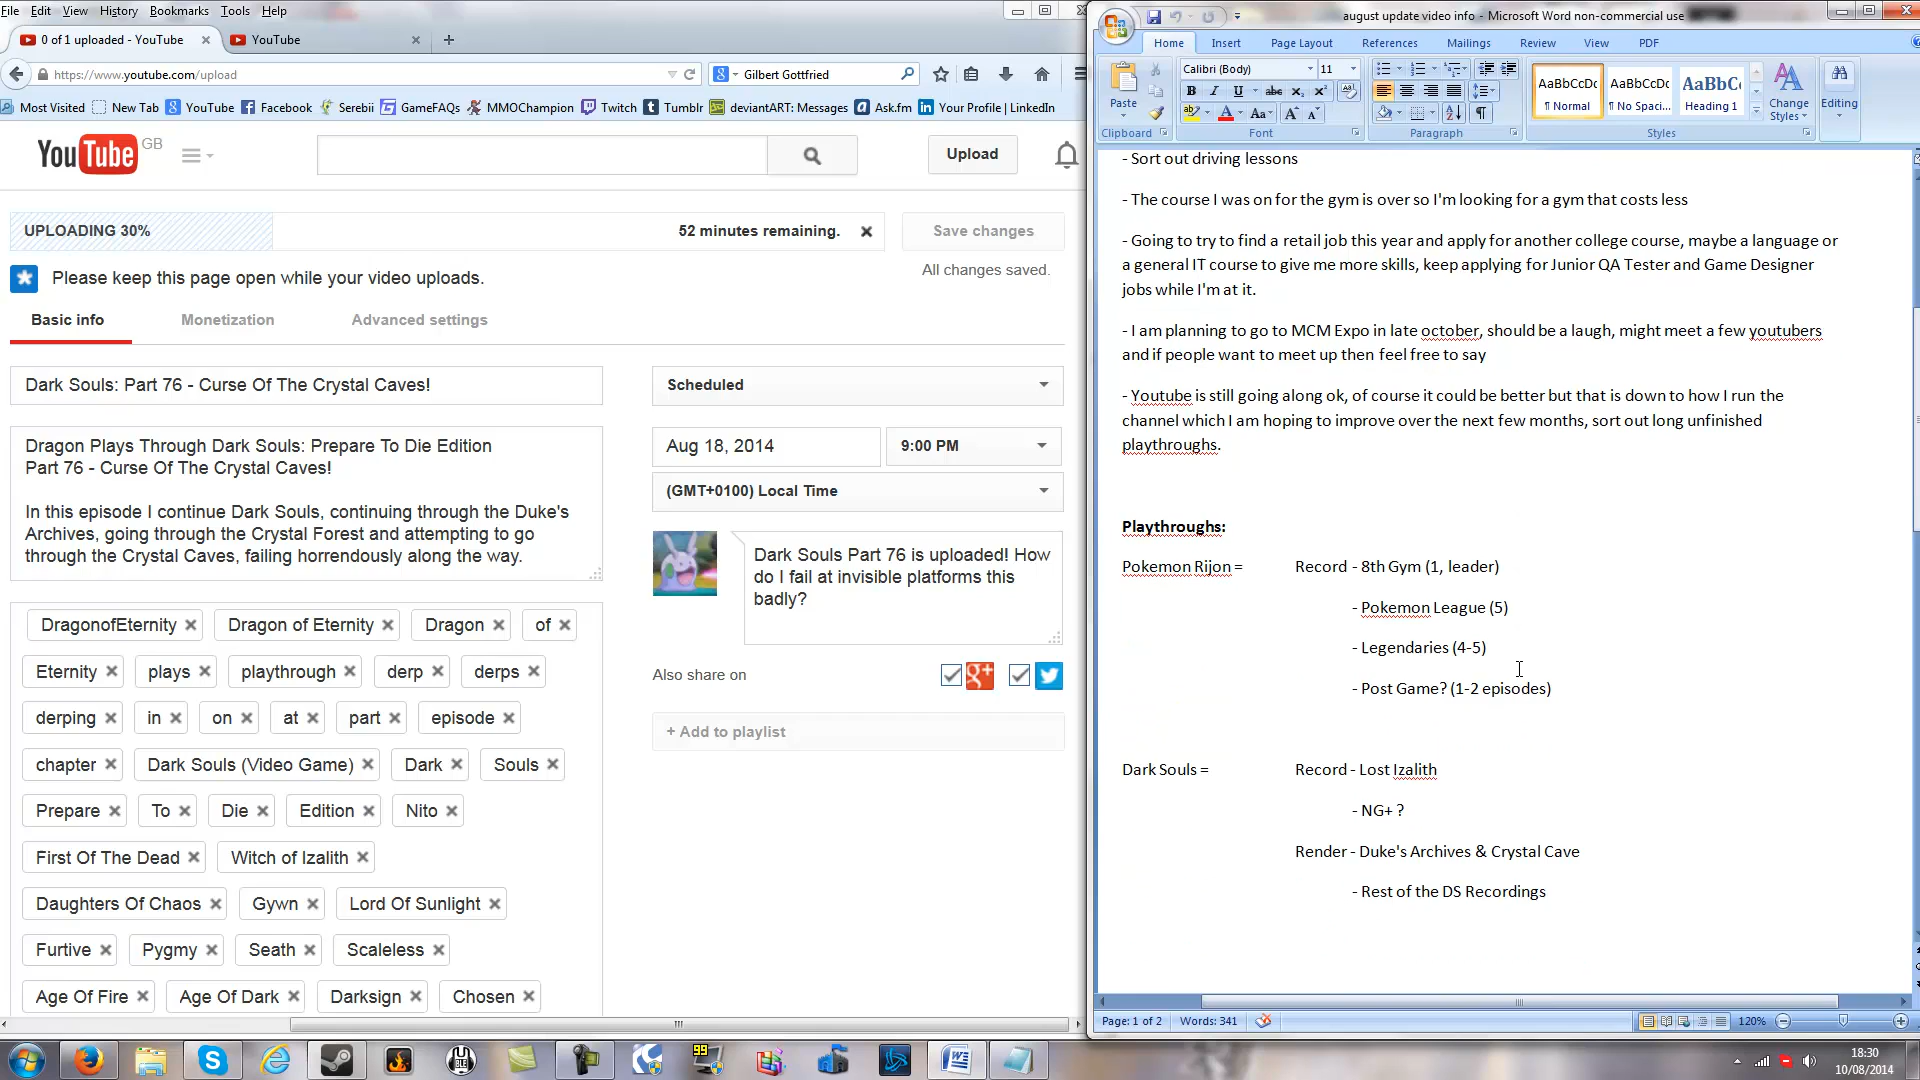 File Edit View History Bookmarks Tools Help
0 of 1 uploaded - YouTube
YouTube
https://www.youtube.com/upload
Gilbert Gottfried
Most Visited New Tab YouTube Facebook Serebii GameFAQs MMOChampion Twitch Tumblr deviantART: Messages Ask.fm Your Profile | LinkedIn
YouTube GB
Upload
UPLOADING 30%
52 minutes remaining.
Save changes
Please keep this page open while your video uploads.
All changes saved.
Basic info Monetization Advanced settings
Dark Souls: Part 76 - Curse Of The Crystal Caves!
Dragon Plays Through Dark Souls: Prepare To Die Edition
Part 76 - Curse Of The Crystal Caves!
In this episode I continue Dark Souls, continuing through the Duke's
Archives, going through the Crystal Forest and attempting to go
through the Crystal Caves, failing horrendously along the way.
DragonofEternity Dragon of Eternity Dragon of
Eternity plays playthrough derp derps
derping in on at part episode
chapter Dark Souls (Video Game) Dark Souls
Prepare To Die Edition Nito
First Of The Dead Witch of Izalith
Daughters Of Chaos Gywn Lord Of Sunlight
Furtive Pygmy Seath Scaleless
Age Of Fire Age Of Dark Darksign Chosen
Scheduled
Aug 18, 2014
9:00 PM
(GMT+0100) Local Time
Dark Souls Part 76 is uploaded! How
do I fail at invisible platforms this
badly?
Also share on
+ Add to playlist
august update video info - Microsoft Word non-commercial use
Home Insert Page Layout References Mailings Review View PDF
Calibri (Body) 11
Paste
AaBbCcDc AaBbCcDc AaBbC
¶ Normal ¶ No Spaci... Heading 1
Change
Styles
Editing
Clipboard Font Paragraph Styles
- Sort out driving lessons
- The course I was on for the gym is over so I'm looking for a gym that costs less
- Going to try to find a retail job this year and apply for another college course, maybe a language or
a general IT course to give me more skills, keep applying for Junior QA Tester and Game Designer
jobs while I'm at it.
- I am planning to go to MCM Expo in late october, should be a laugh, might meet a few youtubers
and if people want to meet up then feel free to say
- Youtube is still going along ok, of course it could be better but that is down to how I run the
channel which I am hoping to improve over the next few months, sort out long unfinished
playthroughs.
Playthroughs:
Pokemon Rijon = Record - 8th Gym (1, leader)
- Pokemon League (5)
- Legendaries (4-5)
- Post Game? (1-2 episodes)
Dark Souls = Record - Lost Izalith
- NG+ ?
Render - Duke's Archives & Crystal Cave
- Rest of the DS Recordings
Page: 1 of 2 Words: 341
120%
99
18:30
10/08/2014